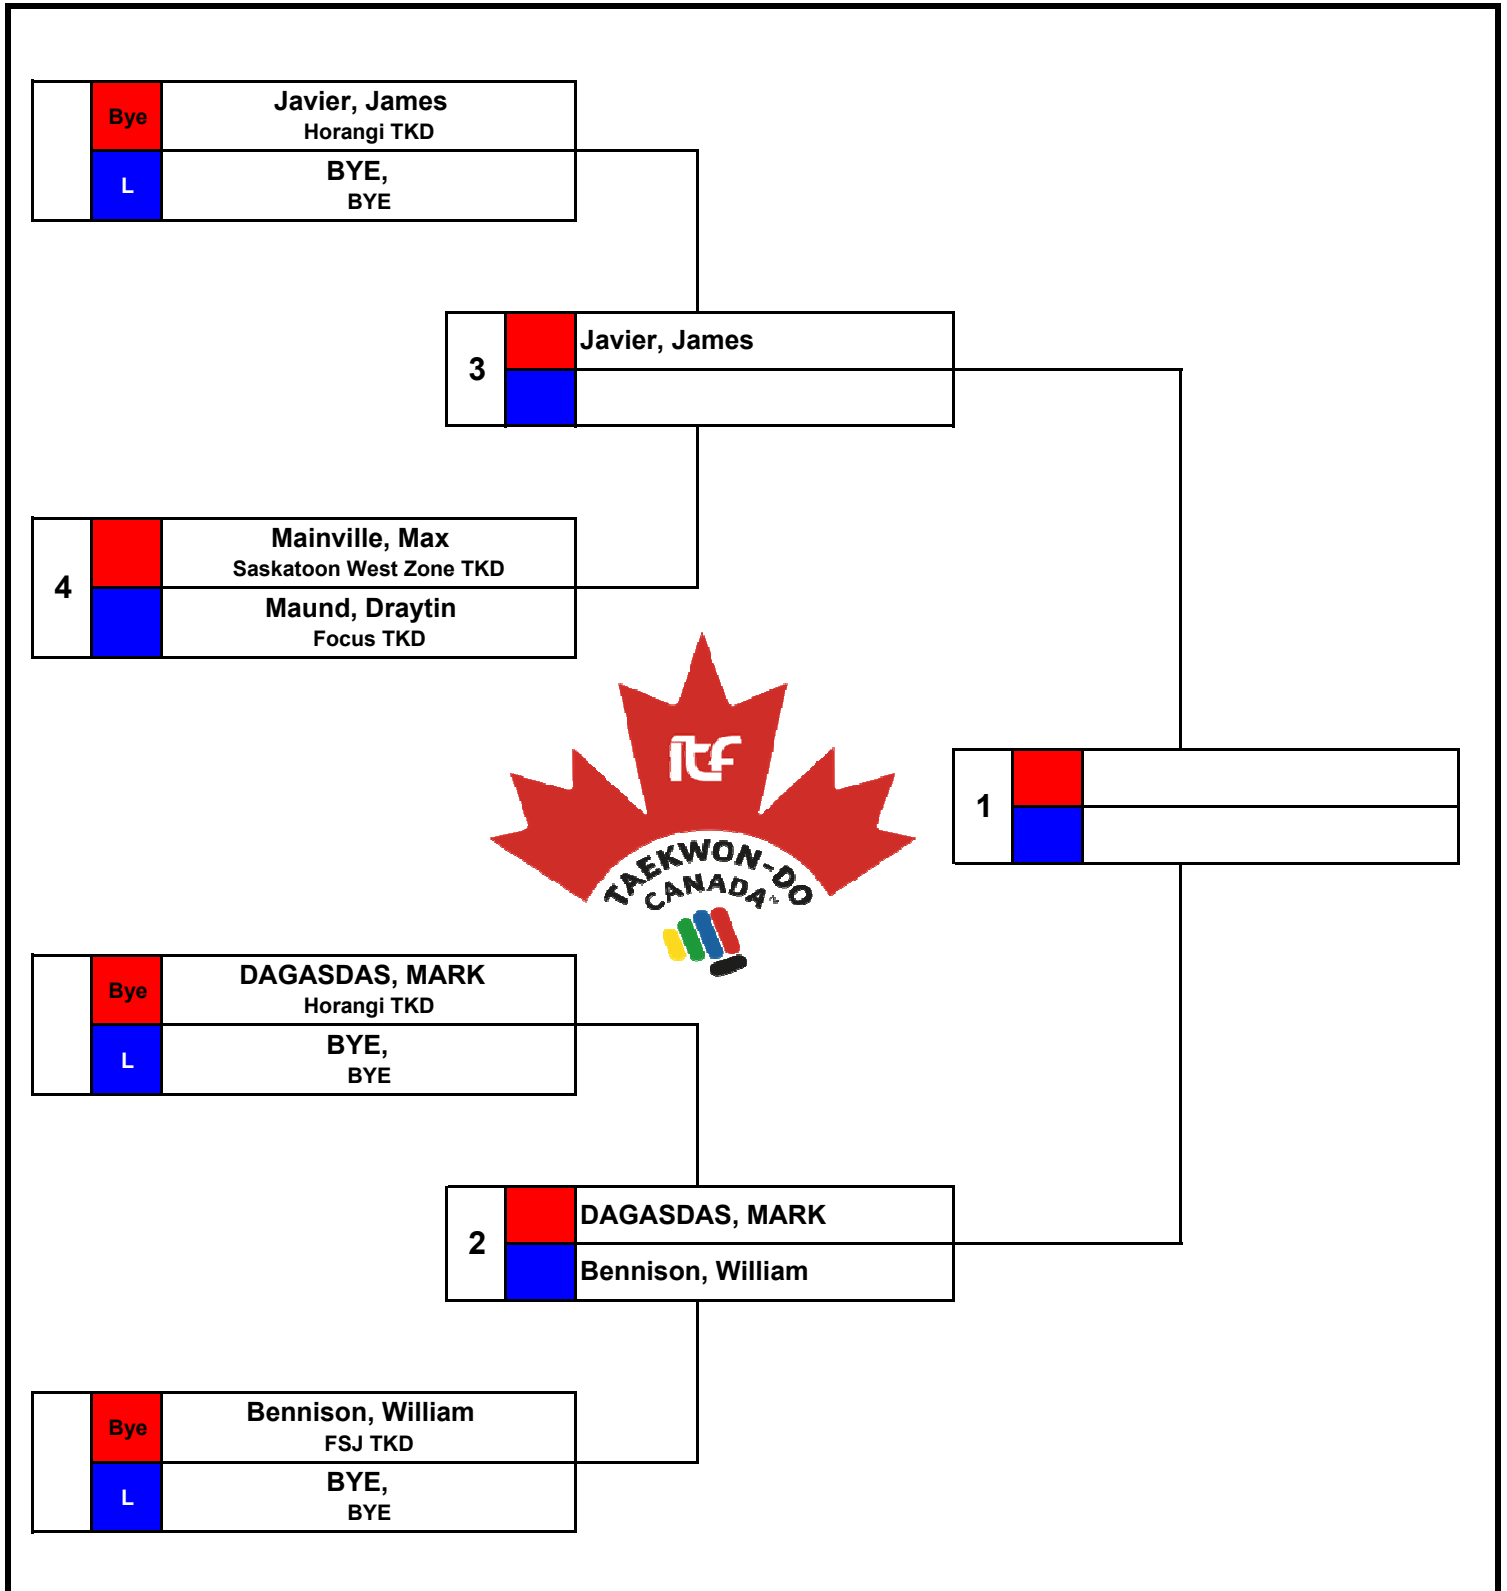 Bye
Javier, James
Horangi TKD
L
BYE,
BYE
3
Javier, James
4
Mainville, Max
Saskatoon West Zone TKD
Maund, Draytin
Focus TKD
itf
TAEKWON-DO
CANADA
1
Bye
DAGASDAS, MARK
Horangi TKD
L
BYE,
BYE
2
DAGASDAS, MARK
Bennison, William
Bye
Bennison, William
FSJ TKD
L
BYE,
BYE